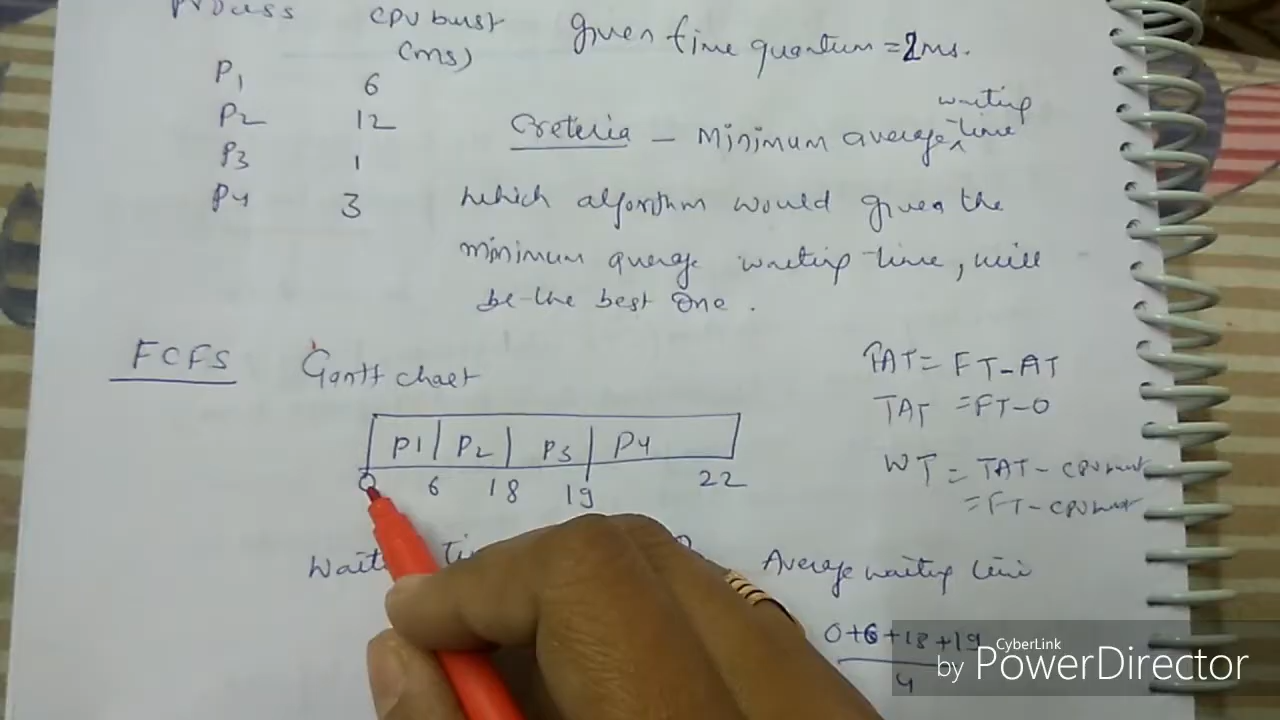 Process CPU burst Given time quantum = 2ms.
(ms)
P1 6
P2 12
P3 1
P4 3
Creteria - Minimum average waiting time
which algorithm would given the
minimum average waiting time, will
be the best one.
FCFS Gantt chart
P1 P2 P3 P4
0 6 18 19 22
TAT = FT-AT
TAT = FT-0
WT = TAT - CPU burst
= FT - CPU burst
Average waiting time
0+6+18+19
4
CyberLink
by PowerDirector